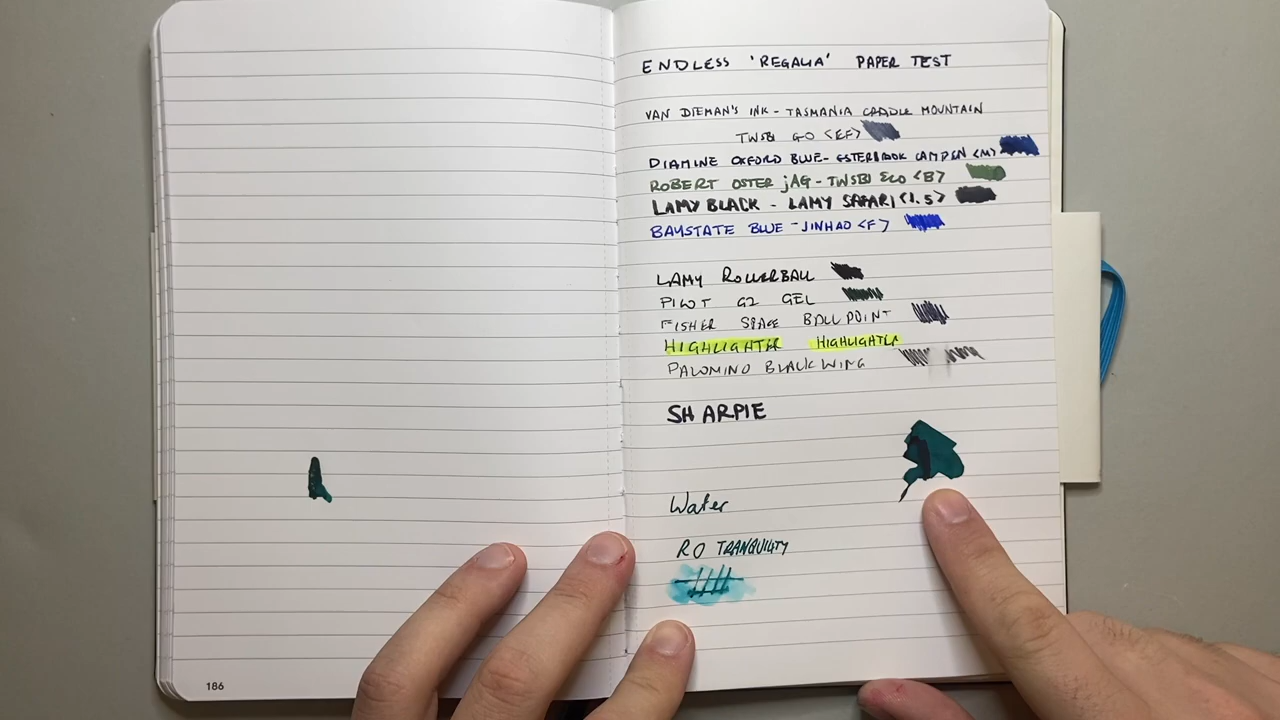 ENDLESS 'REGALIA' PAPER TEST
VAN DIEMAN'S INK - TASMANIA CRADLE MOUNTAIN
TWSBI GO <EF>
DIAMINE OXFORD BLUE - ESTERBROOK CAMDEN <M>
ROBERT OSTER jAG - TWSBI ECO <B>
LAMY BLACK - LAMY SAFARI <1.5>
BAYSTATE BLUE - JINHAO <F>
LAMY ROLLERBALL
PILOT G2 GEL
FISHER SPACE BALLPOINT
HIGHLIGHTER HIGHLIGHTER
PALOMINO BLACKWING
SHARPIE
Water
RO TRANQUILITY
186